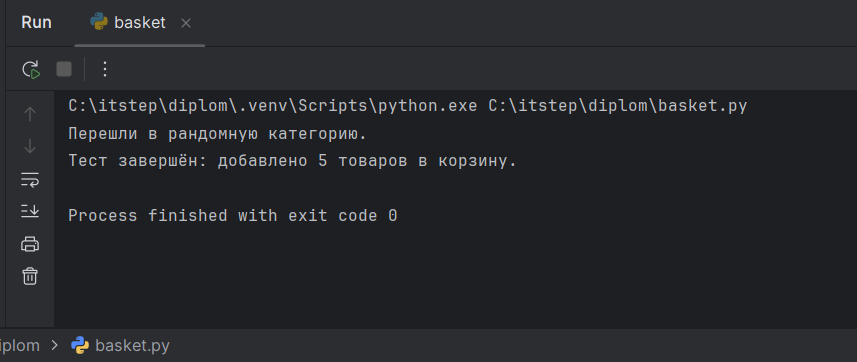 Run basket
C:\itstep\diplom\.venv\Scripts\python.exe C:\itstep\diplom\basket.py
Перешли в рандомную категорию.
Тест завершён: добавлено 5 товаров в корзину.
Process finished with exit code 0
iplom > basket.py